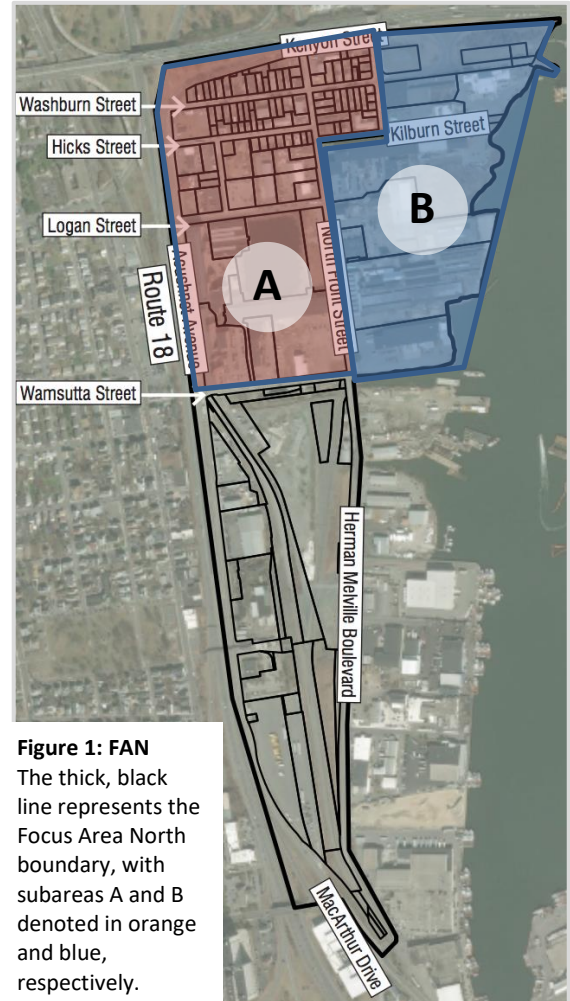 Kenyon Street
Washburn Street
Kilburn Street
Hicks Street
B
Logan Street
A
North Front Street
Acushnet Avenue
Route 18
Wamsutta Street
Herman Melville Boulevard
Figure 1: FAN
The thick, black
line represents the
Focus Area North
boundary, with
subareas A and B
denoted in orange
and blue,
respectively.
MacArthur Drive